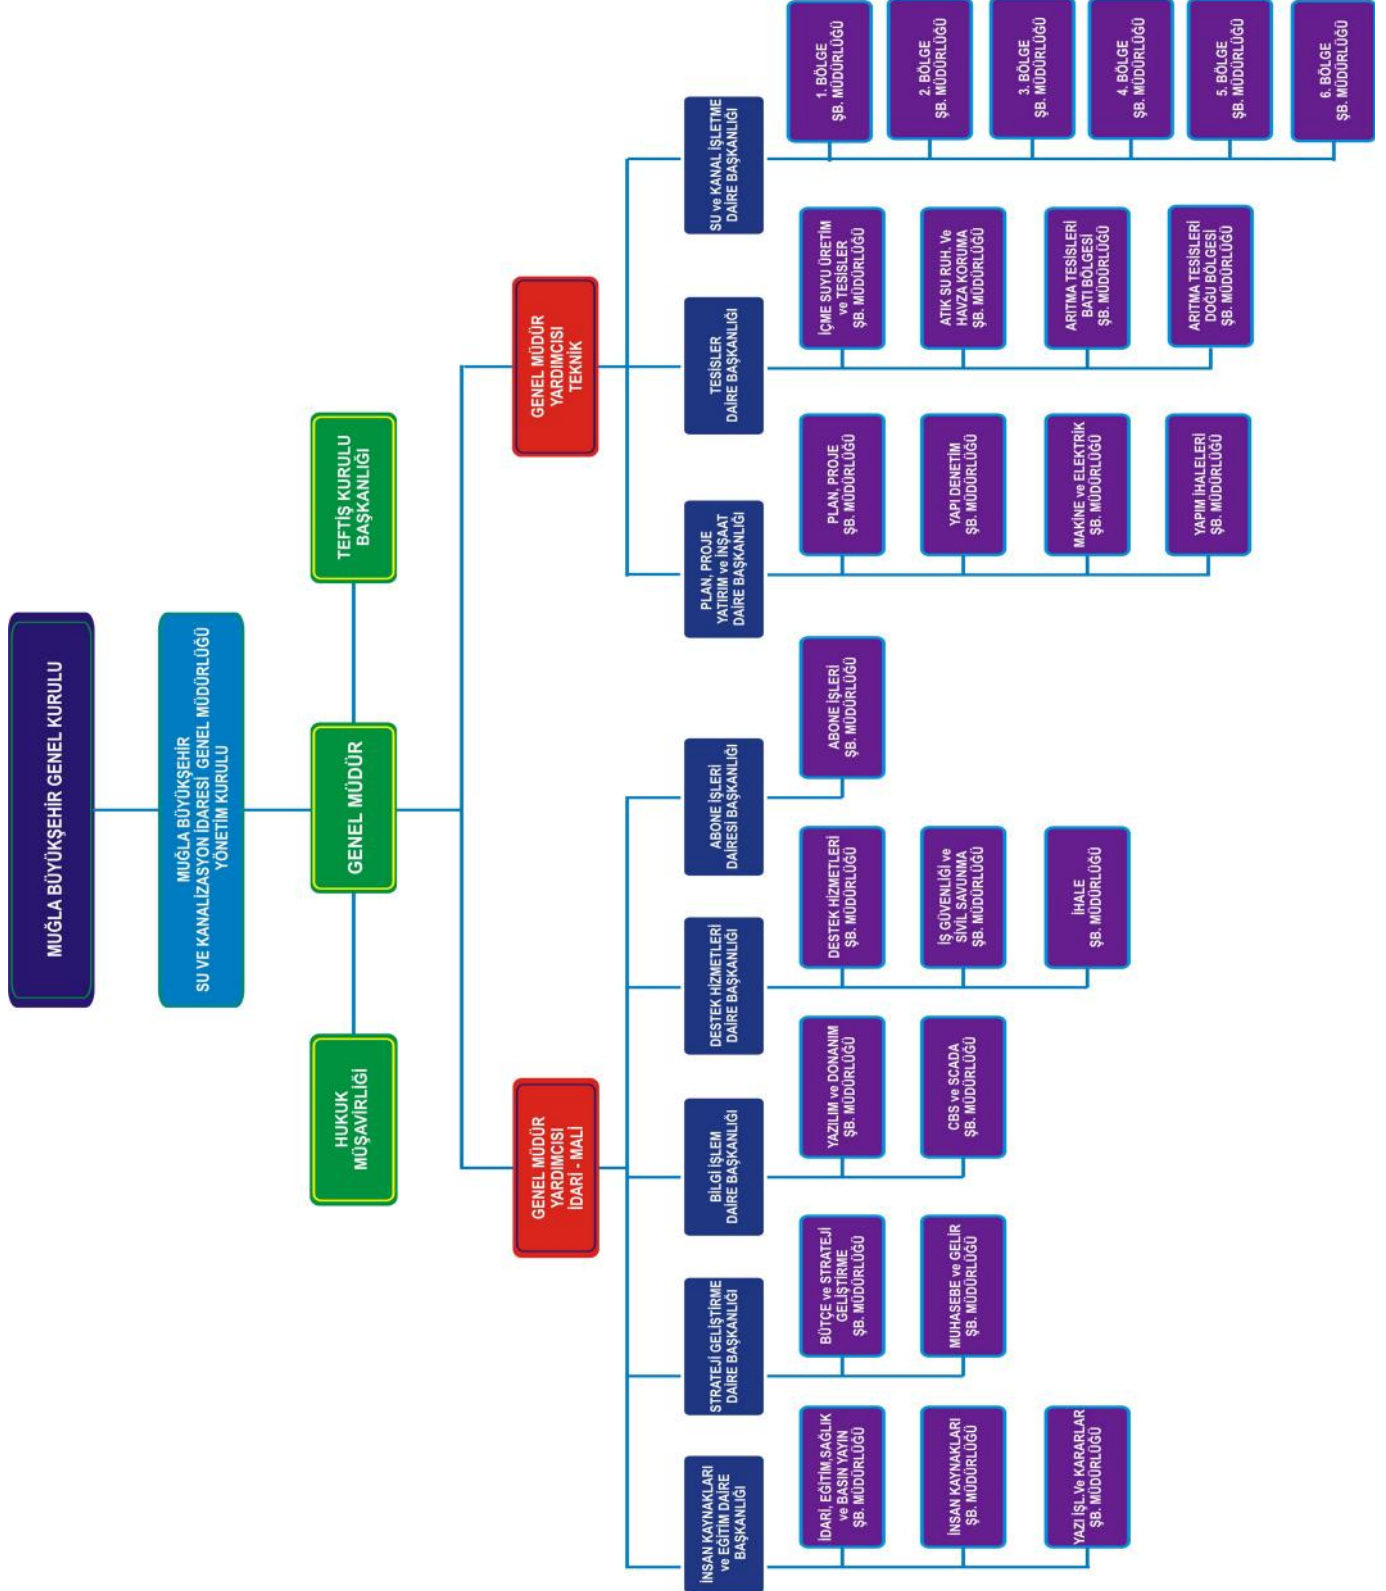 MUĞLA BÜYÜKŞEHİR GENEL KURULU
MUĞLA BÜYÜKŞEHİR
SU VE KANALİZASYON İDARESİ GENEL MÜDÜRLÜĞÜ
YÖNETİM KURULU
HUKUK
MÜŞAVİRLİĞİ
GENEL MÜDÜR
TEFTİŞ KURULU
BAŞKANLIĞI
GENEL MÜDÜR
YARDIMCISI
İDARİ - MALİ
GENEL MÜDÜR
YARDIMCISI
TEKNİK
İNSAN KAYNAKLARI
ve EĞİTİM DAİRE
BAŞKANLIĞI
STRATEJİ GELİŞTİRME
DAİRE BAŞKANLIĞI
BİLGİ İŞLEM
DAİRE BAŞKANLIĞI
DESTEK HİZMETLERİ
DAİRE BAŞKANLIĞI
ABONE İŞLERİ
DAİRESİ BAŞKANLIĞI
PLAN, PROJE
YATIRIM ve İNŞAAT
DAİRE BAŞKANLIĞI
TESİSLER
DAİRE BAŞKANLIĞI
SU ve KANAL İŞLETME
DAİRE BAŞKANLIĞI
İDARİ, EĞİTİM,SAĞLIK
ve BASIN YAYIN
ŞB. MÜDÜRLÜĞÜ
İNSAN KAYNAKLARI
ŞB. MÜDÜRLÜĞÜ
YAZI İŞL.Ve KARARLAR
ŞB. MÜDÜRLÜĞÜ
BÜTÇE ve STRATEJİ
GELİŞTİRME
ŞB. MÜDÜRLÜĞÜ
MUHASEBE ve GELİR
ŞB. MÜDÜRLÜĞÜ
YAZILIM ve DONANIM
ŞB. MÜDÜRLÜĞÜ
CBS ve SCADA
ŞB. MÜDÜRLÜĞÜ
DESTEK HİZMETLERİ
ŞB. MÜDÜRLÜĞÜ
İŞ GÜVENLİĞİ ve
SİVİL SAVUNMA
ŞB. MÜDÜRLÜĞÜ
İHALE
ŞB. MÜDÜRLÜĞÜ
ABONE İŞLERİ
ŞB. MÜDÜRLÜĞÜ
PLAN, PROJE
ŞB. MÜDÜRLÜĞÜ
YAPI DENETİM
ŞB. MÜDÜRLÜĞÜ
MAKİNE ve ELEKTRİK
ŞB. MÜDÜRLÜĞÜ
YAPIM İHALELERİ
ŞB. MÜDÜRLÜĞÜ
İÇME SUYU ÜRETİM
ve TESİSLER
ŞB. MÜDÜRLÜĞÜ
ATIK SU RUH. Ve
HAVZA KORUMA
ŞB. MÜDÜRLÜĞÜ
ARITMA TESİSLERİ
BATI BÖLGESİ
ŞB. MÜDÜRLÜĞÜ
ARITMA TESİSLERİ
DOĞU BÖLGESİ
ŞB. MÜDÜRLÜĞÜ
1. BÖLGE
ŞB. MÜDÜRLÜĞÜ
2. BÖLGE
ŞB. MÜDÜRLÜĞÜ
3. BÖLGE
ŞB. MÜDÜRLÜĞÜ
4. BÖLGE
ŞB. MÜDÜRLÜĞÜ
5. BÖLGE
ŞB. MÜDÜRLÜĞÜ
6. BÖLGE
ŞB. MÜDÜRLÜĞÜ